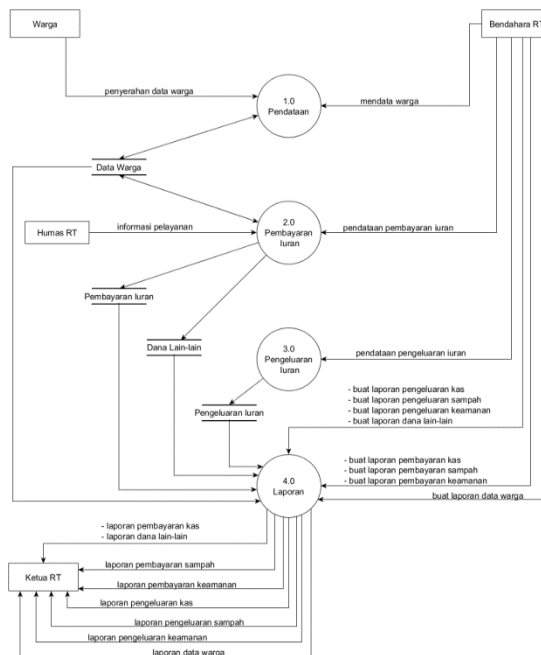 Warga
Bendahara RT
penyerahan data warga
1.0
Pendataan
mendata warga
Data Warga
Humas RT
informasi pelayanan
2.0
Pembayaran
Iuran
pendataan pembayaran iuran
Pembayaran Iuran
Dana Lain-lain
3.0
Pengeluaran
Iuran
pendataan pengeluaran iuran
- buat laporan pengeluaran kas
- buat laporan pengeluaran sampah
- buat laporan pengeluaran keamanan
- buat laporan dana lain-lain
Pengeluaran Iuran
- buat laporan pembayaran kas
- buat laporan pembayaran sampah
- buat laporan pembayaran keamanan
4.0
Laporan
buat laporan data warga
- laporan pembayaran kas
- laporan dana lain-lain
laporan pembayaran sampah
Ketua RT
laporan pembayaran keamanan
laporan pengeluaran kas
laporan pengeluaran sampah
laporan pengeluaran keamanan
laporan data warga